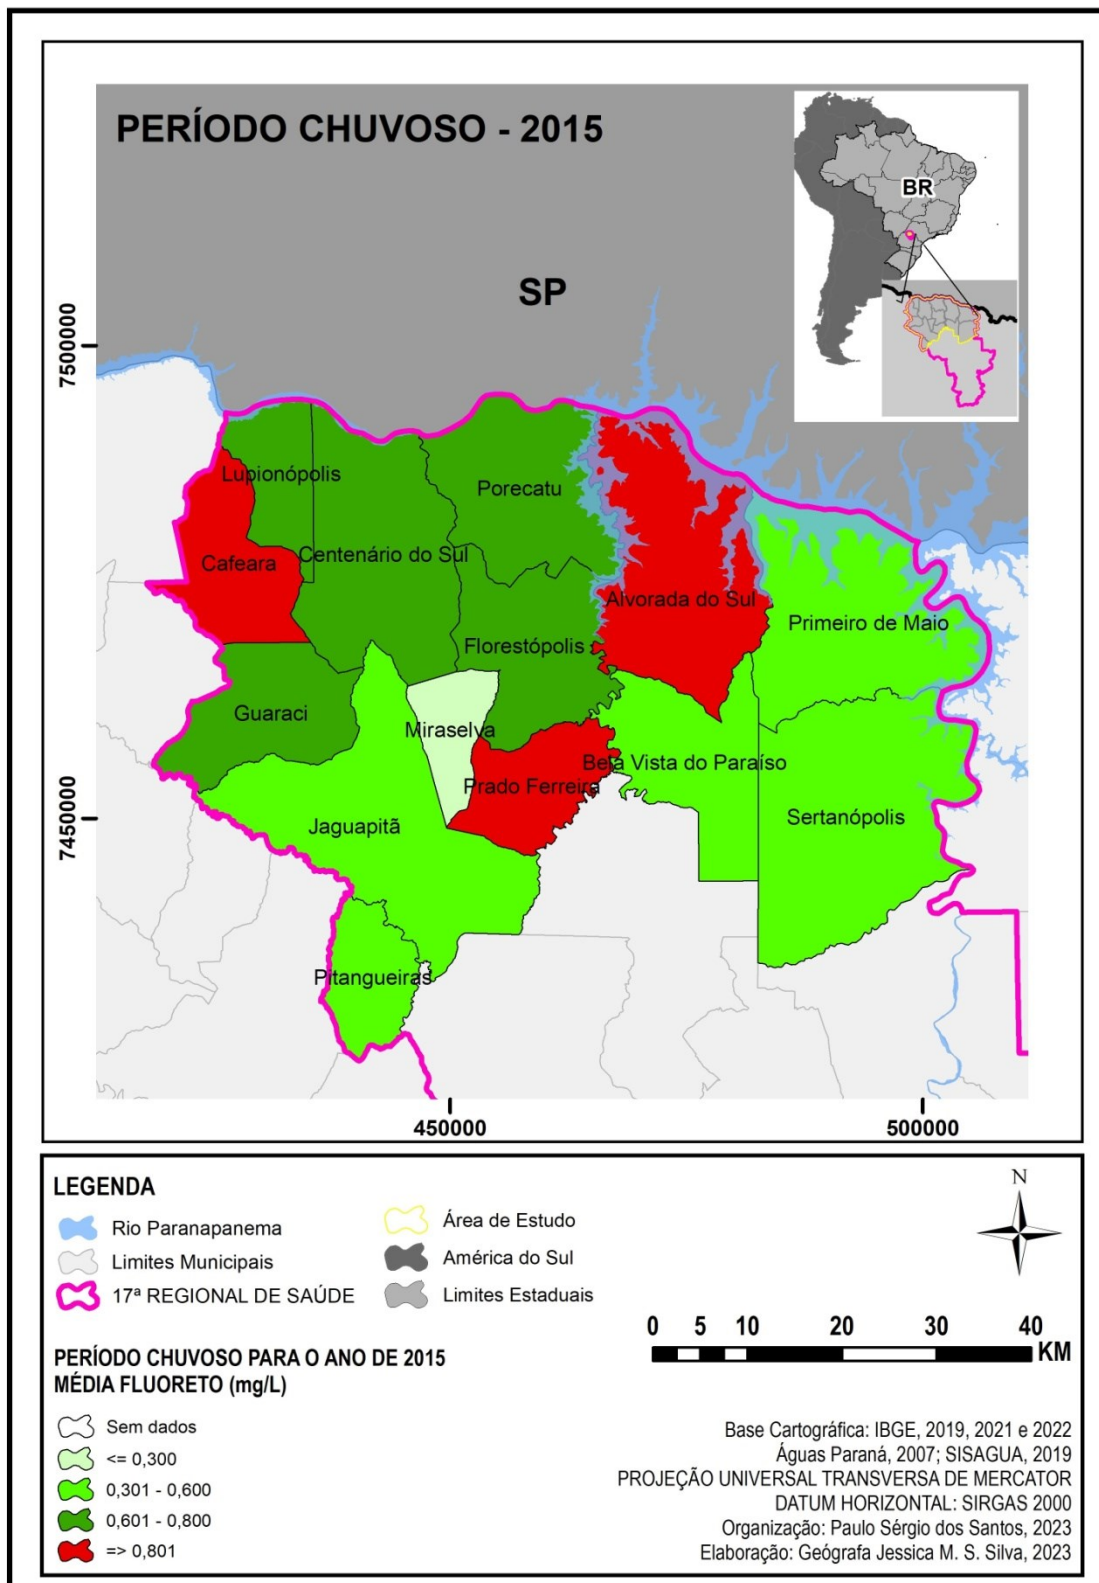 PERÍODO CHUVOSO - 2015
BR
SP
7500000
Lupionópolis
Porecatu
Cafeara
Centenário do Sul
Alvorada do Sul
Primeiro de Maio
Florestópolis
Guaraci
Miraselva
Bela Vista do Paraíso
Prado Ferreira
Sertanópolis
Jaguapitã
7450000
Pitangueiras
450000
500000
LEGENDA
Rio Paranapanema
Limites Municipais
17ª REGIONAL DE SAÚDE
Área de Estudo
América do Sul
Limites Estaduais
N
0 5 10 20 30 40
KM
PERÍODO CHUVOSO PARA O ANO DE 2015
MÉDIA FLUORETO (mg/L)
Sem dados
<= 0,300
0,301 - 0,600
0,601 - 0,800
=> 0,801
Base Cartográfica: IBGE, 2019, 2021 e 2022
Águas Paraná, 2007; SISAGUA, 2019
PROJEÇÃO UNIVERSAL TRANSVERSA DE MERCATOR
DATUM HORIZONTAL: SIRGAS 2000
Organização: Paulo Sérgio dos Santos, 2023
Elaboração: Geógrafa Jessica M. S. Silva, 2023